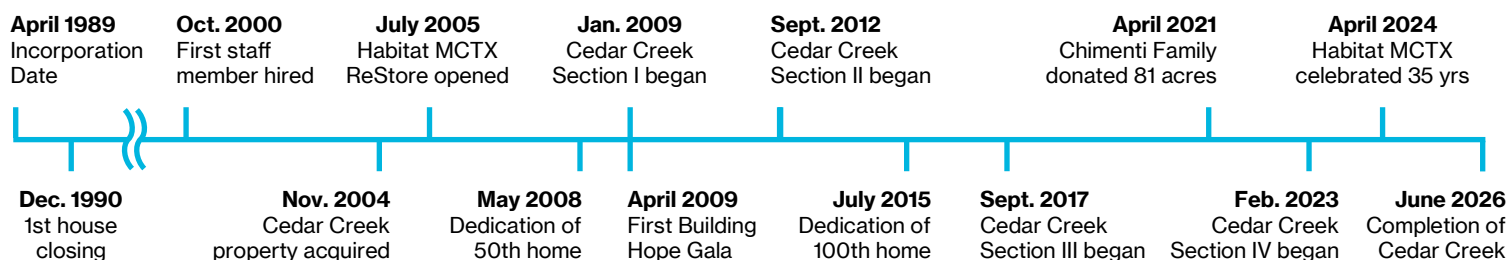 April 1989
Incorporation
Date
Oct. 2000
First staff
member hired
July 2005
Habitat MCTX
ReStore opened
Jan. 2009
Cedar Creek
Section I began
Sept. 2012
Cedar Creek
Section II began
April 2021
Chimenti Family
donated 81 acres
April 2024
Habitat MCTX
celebrated 35 yrs
Dec. 1990
1st house
closing
Nov. 2004
Cedar Creek
property acquired
May 2008
Dedication of
50th home
April 2009
First Building
Hope Gala
July 2015
Dedication of
100th home
Sept. 2017
Cedar Creek
Section III began
Feb. 2023
Cedar Creek
Section IV began
June 2026
Completion of
Cedar Creek